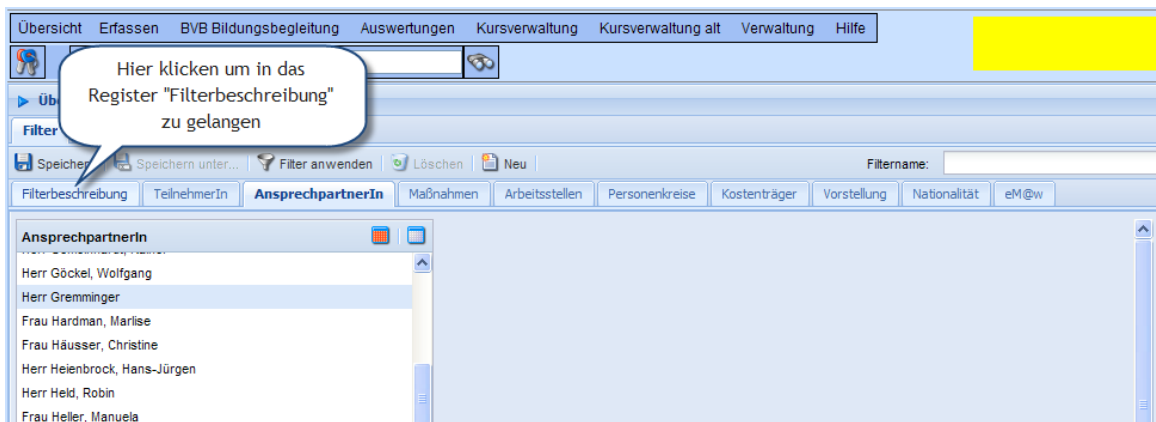 Übersicht Erfassen BVB Bildungsbegleitung Auswertungen Kursverwaltung Kursverwaltung alt Verwaltung Hilfe
Hier klicken um in das
Register "Filterbeschreibung"
zu gelangen
Filter
Speichern Speichern unter... Filter anwenden Löschen Neu Filtername:
Filterbeschreibung TeilnehmerIn AnsprechpartnerIn Maßnahmen Arbeitsstellen Personenkreise Kostenträger Vorstellung Nationalität eM@w
AnsprechpartnerIn
Herr Göckel, Wolfgang
Herr Gremminger
Frau Hardman, Marlise
Frau Häusser, Christine
Herr Heienbrock, Hans-Jürgen
Herr Held, Robin
Frau Heller, Manuela